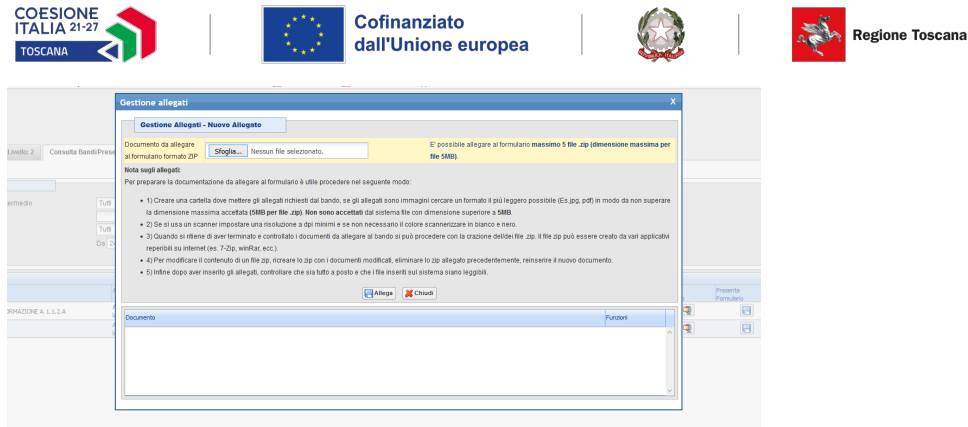 COESIONE
ITALIA 21-27
TOSCANA
Cofinanziato
dall'Unione europea
Regione Toscana
Gestione allegati X
Gestione Allegati - Nuovo Allegato
Livello: 2 Consulta Bandi/Prese
Documento da allegare
al formulario formato ZIP
Sfoglia... Nessun file selezionato.
E' possibile allegare al formulario massimo 5 file .zip (dimensione massima per
file 5MB).
Nota sugli allegati:
Per preparare la documentazione da allegare al formulario è utile procedere nel seguente modo:
• 1) Creare una cartella dove mettere gli allegati richiesti dal bando, se gli allegati sono immagini cercare un formato il più leggero possibile (Es.jpg, pdf) in modo da non superare
la dimensione massima accettata (5MB per file .zip). Non sono accettati dal sistema file con dimensione superiore a 5MB.
• 2) Se si usa un scanner impostare una risoluzione a dpi minimi e se non necessario il colore scannerizzare in bianco e nero.
• 3) Quando si ritiene di aver terminato e controllato i documenti da allegare al bando si può procedere con la crazione del/dei file .zip. Il file zip può essere creato da vari applicativi
reperibili su internet (es. 7-Zip, winRar, ecc.).
• 4) Per modificare il contenuto di un file zip, ricreare lo zip con i documenti modificati, eliminare lo zip allegato precedentemente, reinserire il nuovo documento.
• 5) Infine dopo aver inserito gli allegati, controllare che sia tutto a posto e che i file inseriti sul sistema siano leggibili.
Allega Chiudi
Documento Funzioni
ermedio Tutti
Tutti
Da 24
Presenta
Formulario
ORMAZIONE A.1.1.2.A